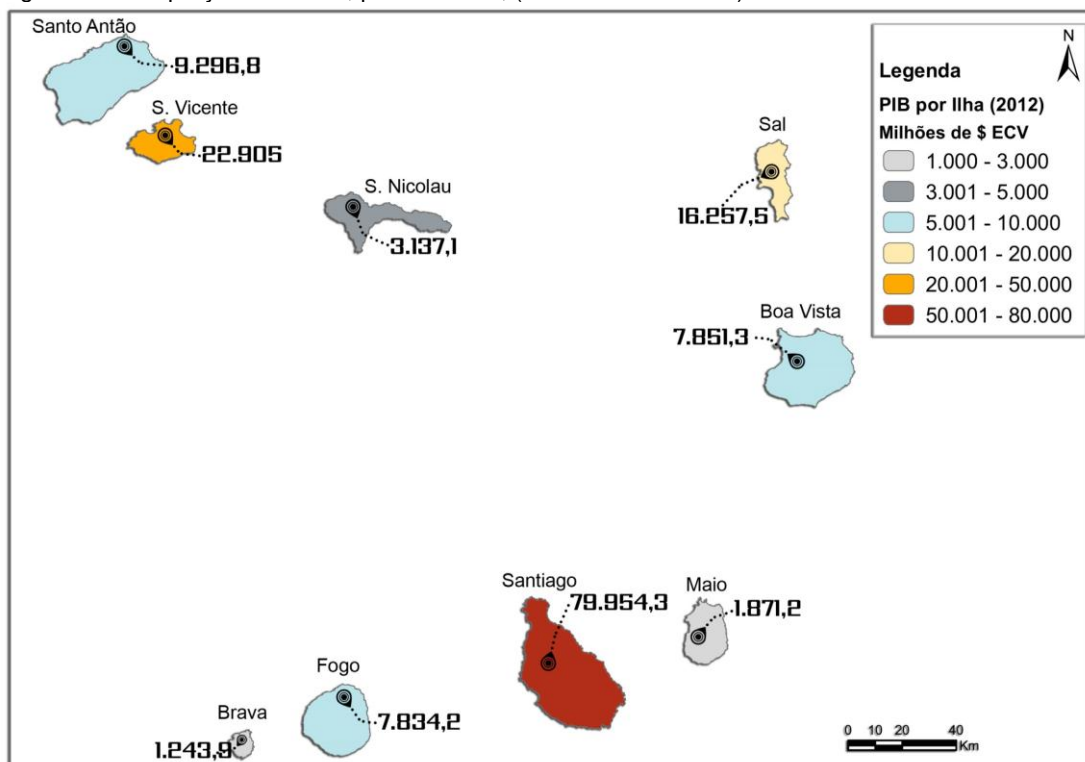 Santo Antão
9.296,8
S. Vicente
22.905
S. Nicolau
3.137,1
Sal
16.257,5
Boa Vista
7.851,3
N
Legenda
PIB por Ilha (2012)
Milhões de $ ECV
1.000 - 3.000
3.001 - 5.000
5.001 - 10.000
10.001 - 20.000
20.001 - 50.000
50.001 - 80.000
Santiago
79.954,3
Maio
1.871,2
Fogo
7.834,2
Brava
1.243,9
0 10 20 40
Km